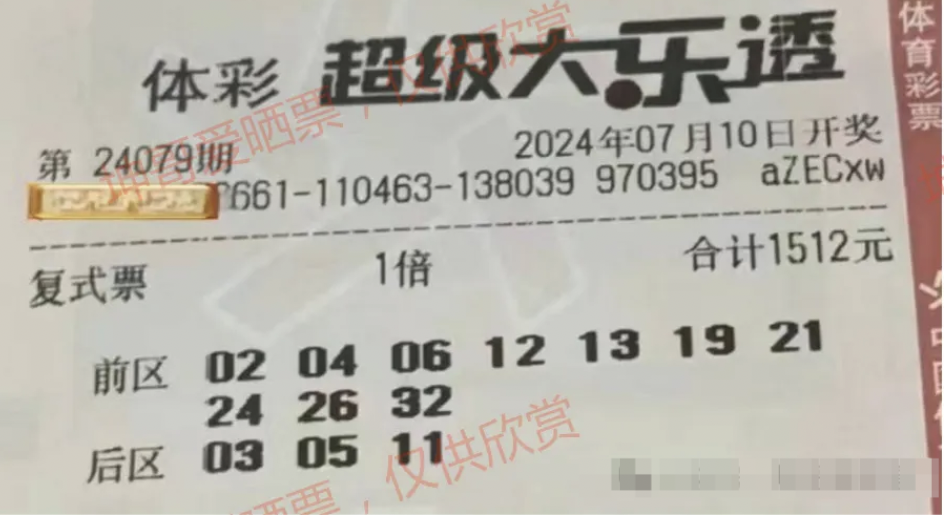 体彩 超级大乐透
第 24079期 2024年07月10日开奖
661-110463-138039 970395 aZECxw
复式票 1倍 合计1512元
前区 02 04 06 12 13 19 21
24 26 32
后区 03 05 11
体育彩票
爱晒票，仅供欣赏
晒票，仅供欣赏